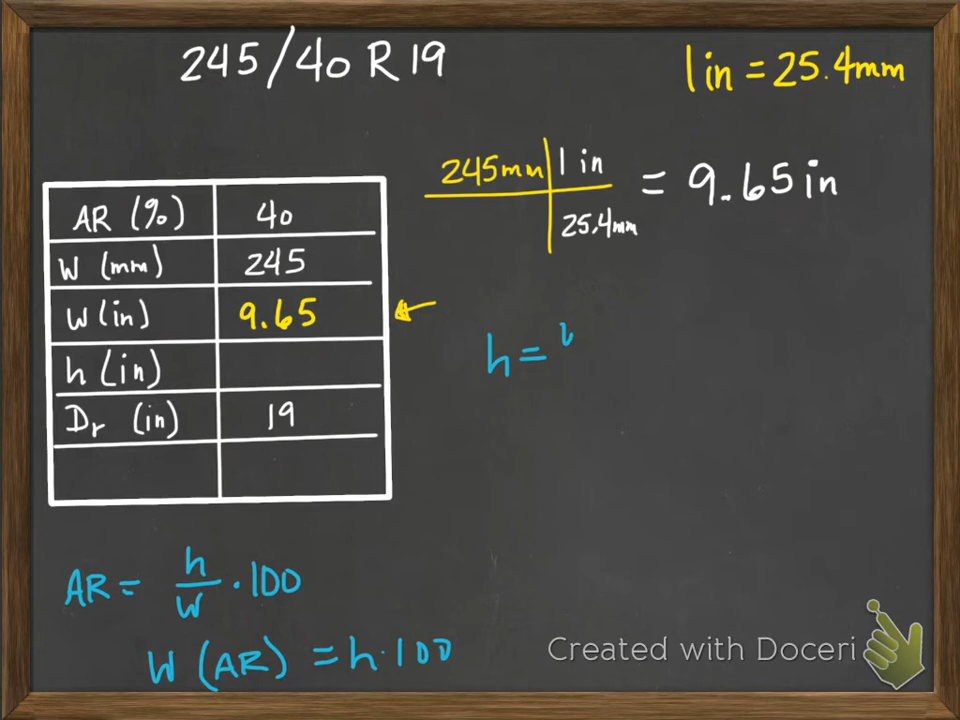 245/40 R 19
1 in = 25.4mm
245mm | 1 in = 9.65 in
25.4mm
AR (%) 40
W (mm) 245
W (in) 9.65
h (in)
Dr (in) 19
h =
AR = h/W · 100
W (AR) = h · 100
Created with Doceri